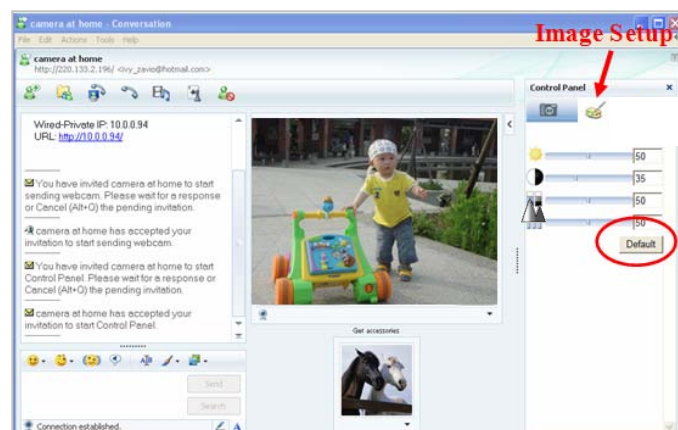 camera at home - Conversation
Image Setup
File Edit Actions Tools Help
camera at home
http://220.133.2.196/ <ivy_zavio@hotmail.com>
Control Panel
Wired-Private IP: 10.0.0.94
URL: http://10.0.0.94/
You have invited camera at home to start
sending webcam. Please wait for a response
or Cancel (Alt+Q) the pending invitation.
camera at home has accepted your
invitation to start sending webcam.
You have invited camera at home to start
Control Panel. Please wait for a response or
Cancel (Alt+Q) the pending invitation.
camera at home has accepted your
invitation to start Control Panel.
50
35
50
50
Default
Get accessories
Send
Search
Connection established.